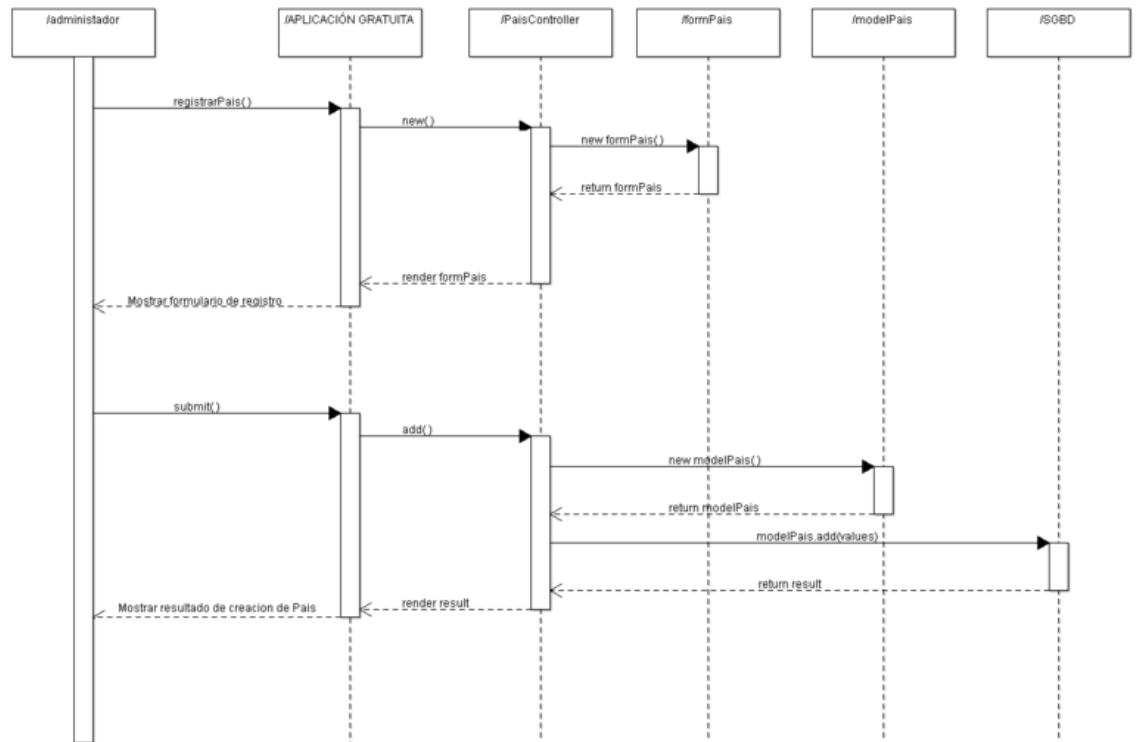 /administador
/APLICACIÓN GRATUITA
/PaisController
/formPais
/modelPais
/SGBD
registrarPais()
new()
new formPais()
return formPais
render formPais
Mostrar formulario de registro
submit()
add()
new modelPais()
return modelPais
modelPais.add(values)
return result
render result
Mostrar resultado de creacion de Pais